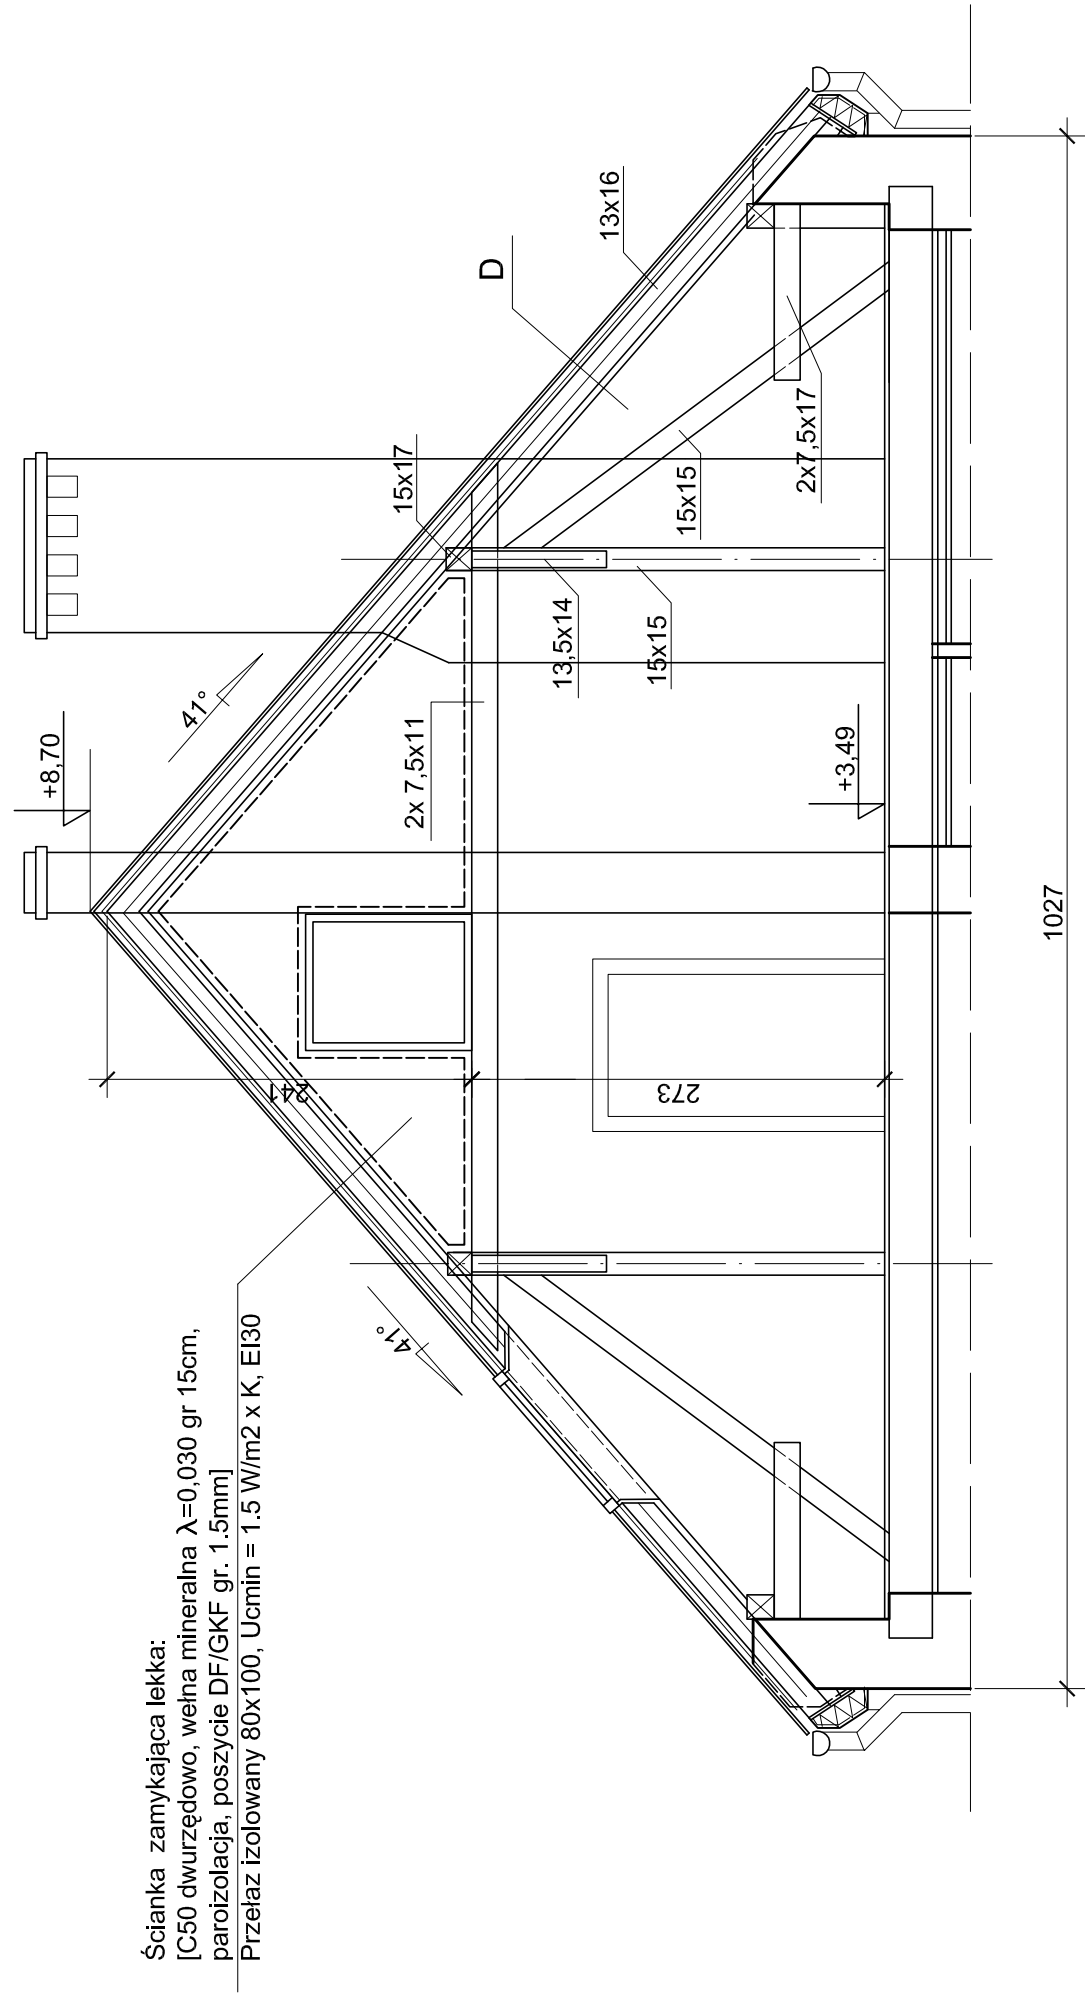 Ścianka zamykająca lekka:
[C50 dwurzędowo, wełna mineralna λ=0,030 gr 15cm,
paroizolacja, poszycie DF/GKF gr. 1.5mm]
Przełaz izolowany 80x100, Ucmin = 1.5 W/m2 x K, EI30
41°
241
273
+8,70
41°
2x 7,5x11
+3,49
13,5x14
15x15
15x17
15x15
2x7,5x17
D
13x16
1027